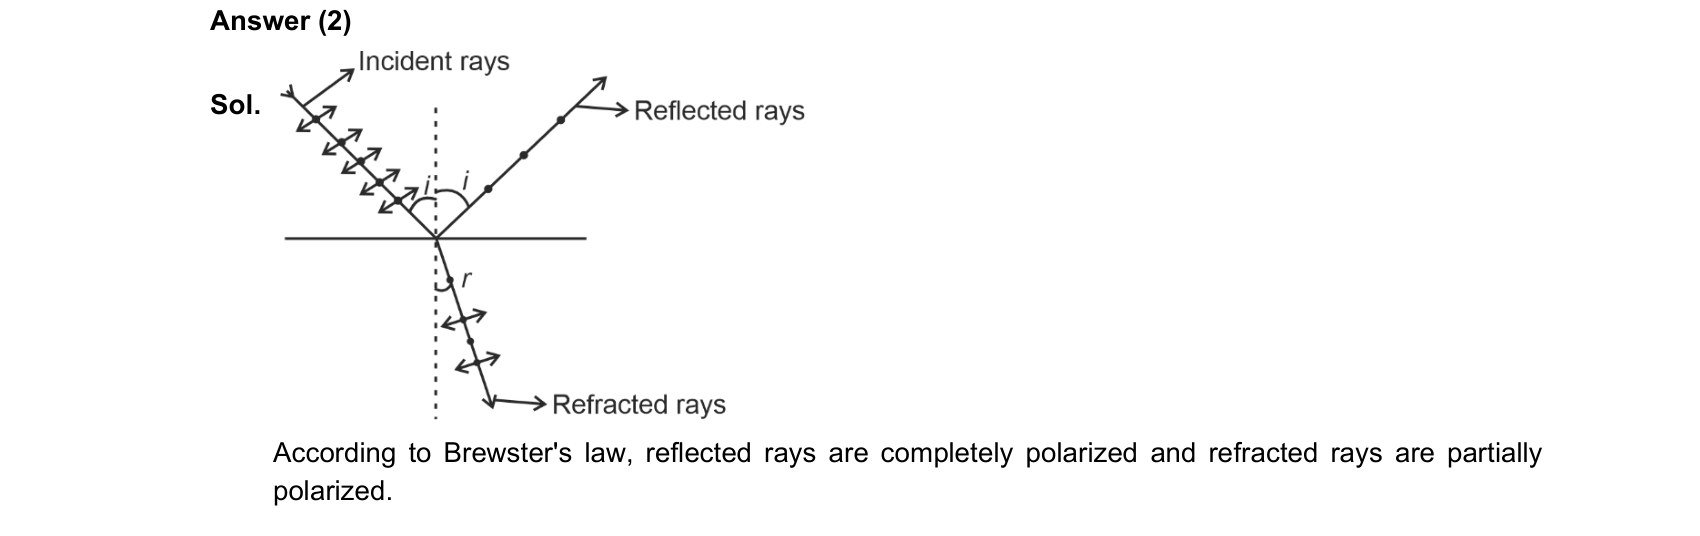 Answer (2)
Incident rays
Sol.
Reflected rays
i
i
r
Refracted rays
According to Brewster's law, reflected rays are completely polarized and refracted rays are partially
polarized.